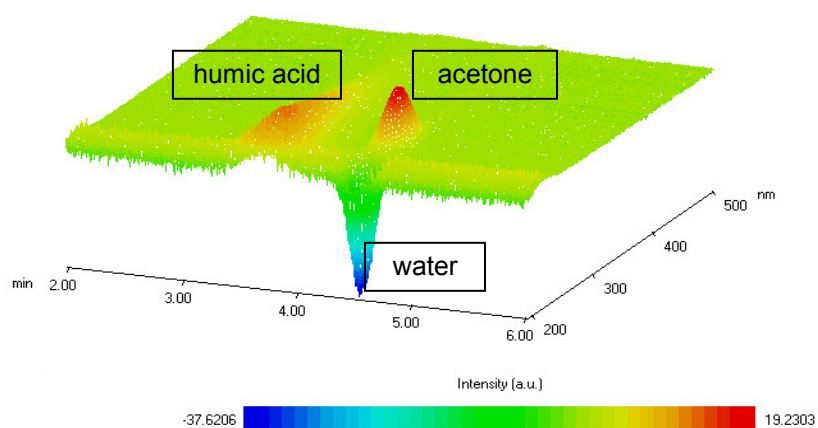 humic acid
acetone
water
min 2.00 3.00 4.00 5.00 6.00
200 300 400 500 nm
Intensity (a.u.)
-37.6206 19.2303